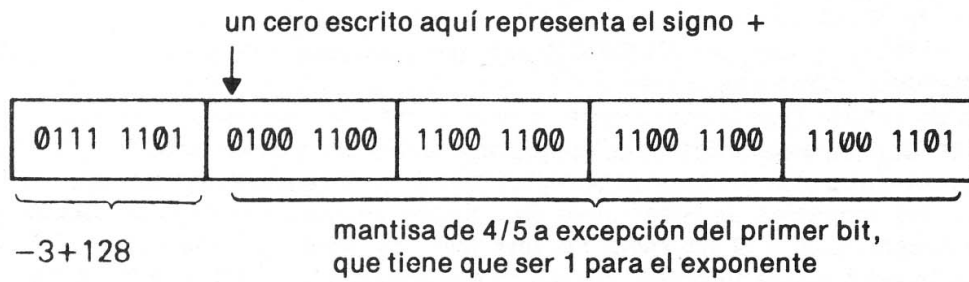 un cero escrito aquí representa el signo +
0111 1101 0100 1100 1100 1100 1100 1100 1100 1101
−3+128
mantisa de 4/5 a excepción del primer bit,
que tiene que ser 1 para el exponente